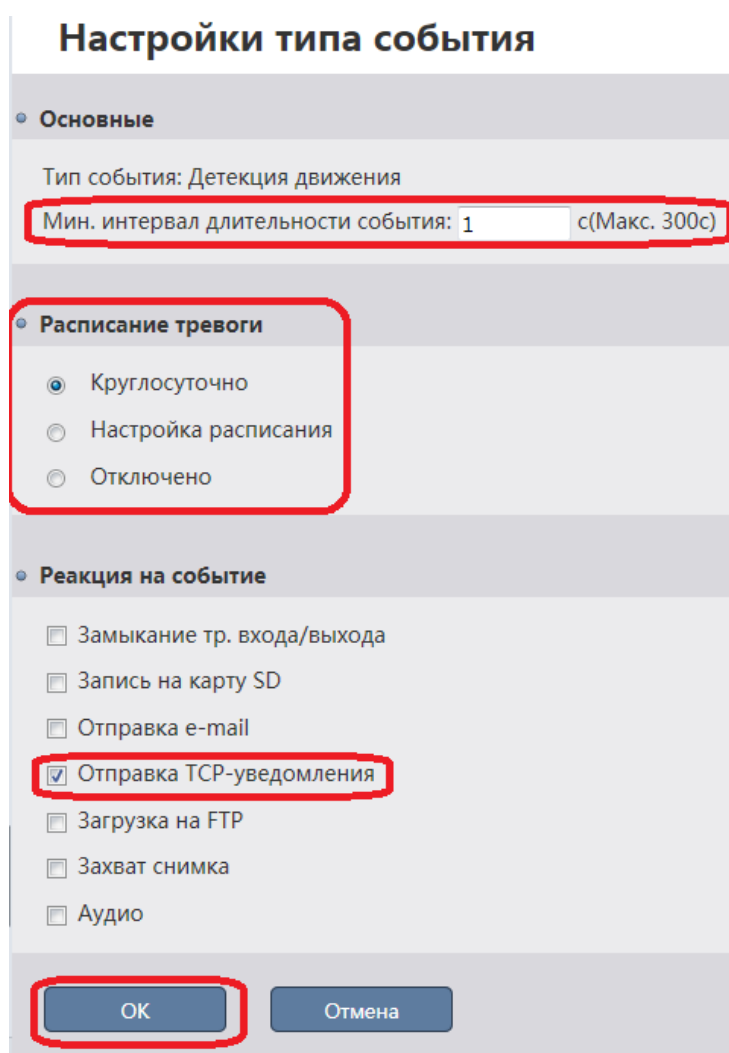 Настройки типа события
Основные
Тип события: Детекция движения
Мин. интервал длительности события: 1 с(Макс. 300с)
Расписание тревоги
Круглосуточно
Настройка расписания
Отключено
Реакция на событие
Замыкание тр. входа/выхода
Запись на карту SD
Отправка e-mail
Отправка TCP-уведомления
Загрузка на FTP
Захват снимка
Аудио
ОК Отмена